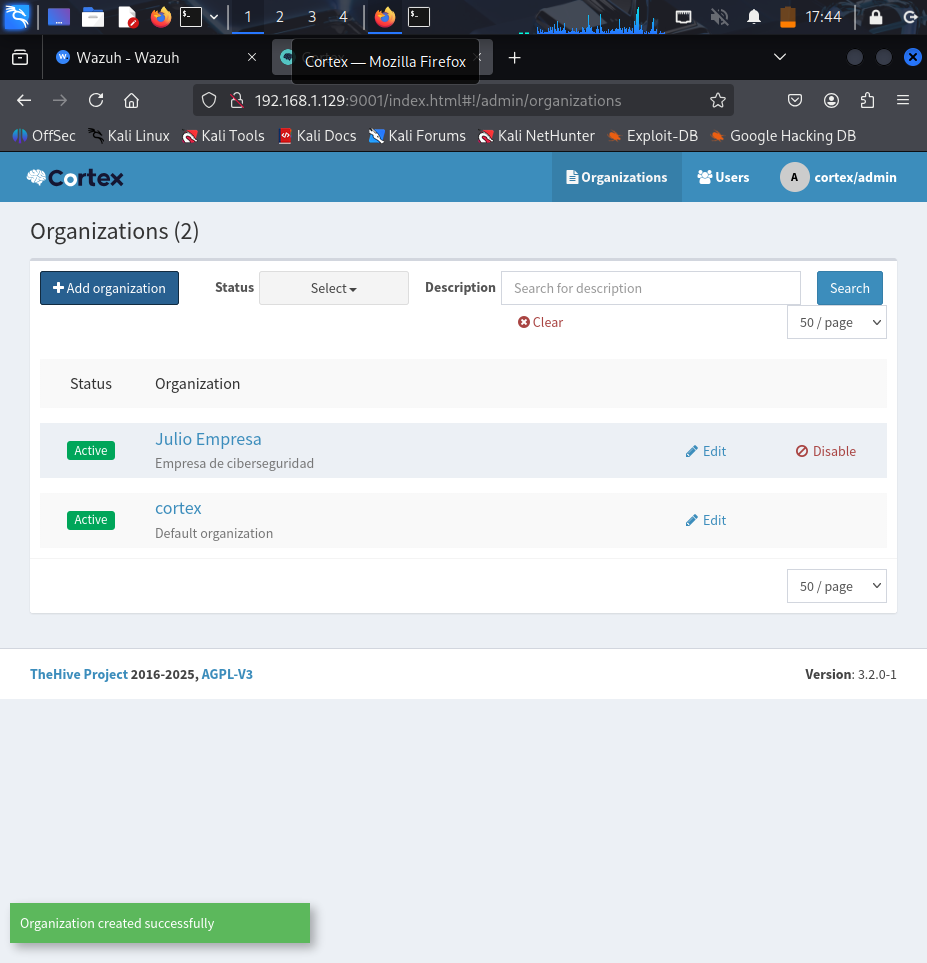 1 2 3 4 17:44
Wazuh - Wazuh
Cortex — Mozilla Firefox
192.168.1.129:9001/index.html#!/admin/organizations
OffSec Kali Linux Kali Tools Kali Docs Kali Forums Kali NetHunter Exploit-DB Google Hacking DB
Cortex Organizations Users A cortex/admin
Organizations (2)
Add organization Status Select Description Search for description Search
Clear 50 / page
Status Organization
Active Julio Empresa Edit Disable
Empresa de ciberseguridad
Active cortex Edit
Default organization
50 / page
TheHive Project 2016-2025, AGPL-V3 Version: 3.2.0-1
Organization created successfully